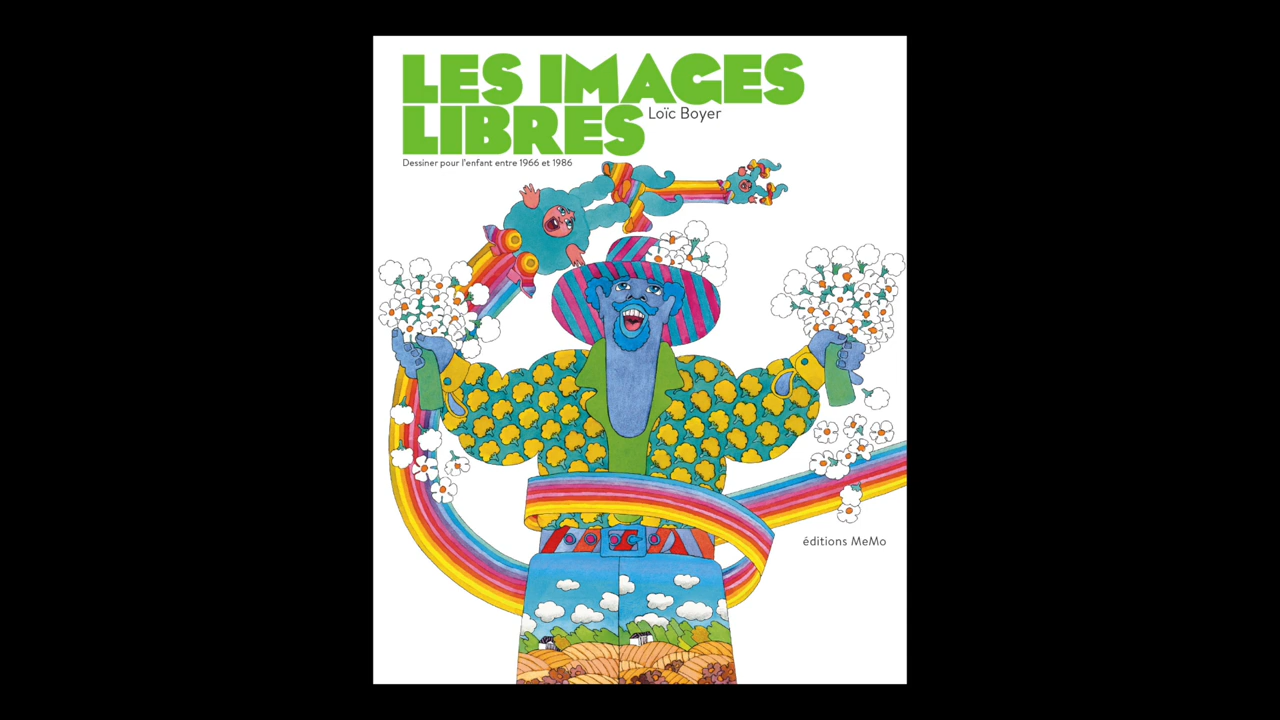 LES IMAGES
LIBRES
Loïc Boyer
Dessiner pour l'enfant entre 1966 et 1986
éditions MeMo